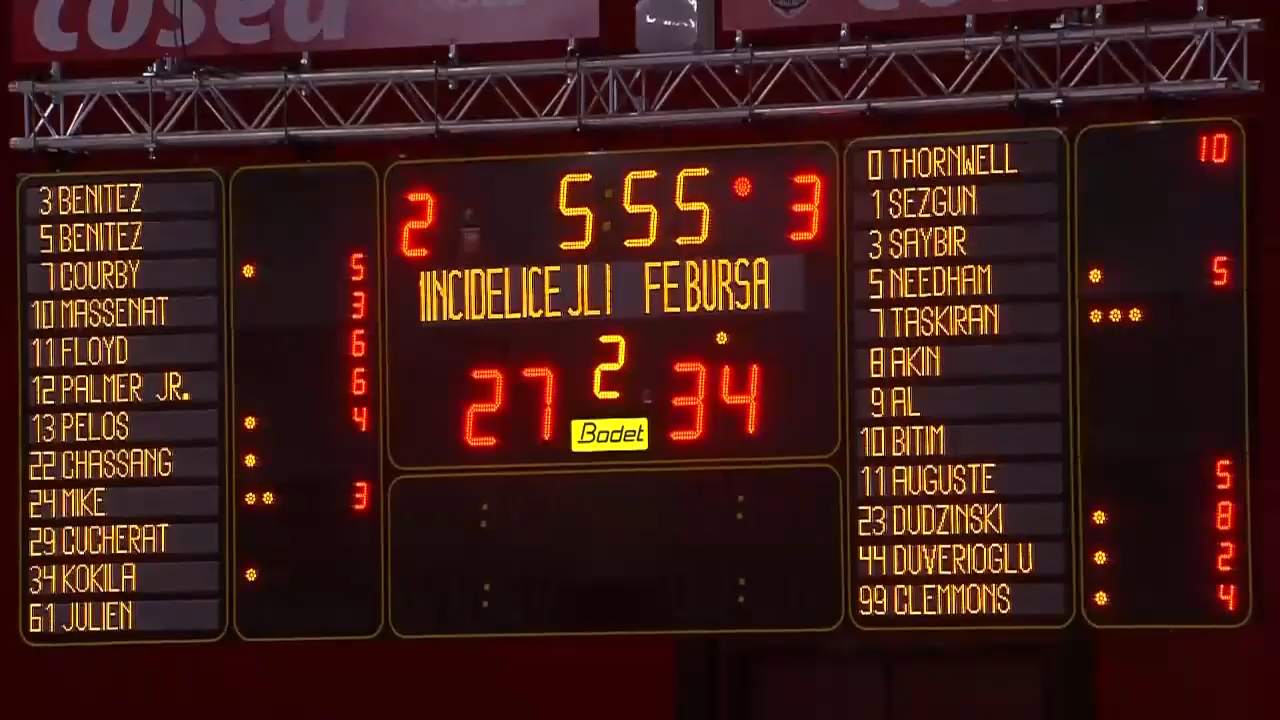 cosea
3 BENITEZ
5 BENITEZ
7 COURBY 5
10 MASSENAT 3
11 FLOYD 6
12 PALMER JR. 6
13 PELOS 4
22 CHASSANG
24 MIKE 3
29 CUCHERAT
34 KOKILA
61 JULIEN
2 5:55 3
INCIDELICE JL1 FE BURSA
2
27 34
Bodet
0 THORNWELL 10
1 SEZGUN
3 SAYBIR
5 NEEDHAM 5
7 TASKIRAN
8 AKIN
9 AL
10 BITIM
11 AUGUSTE 5
23 DUDZINSKI 8
44 DUVERIOGLU 2
99 CLEMMONS 4